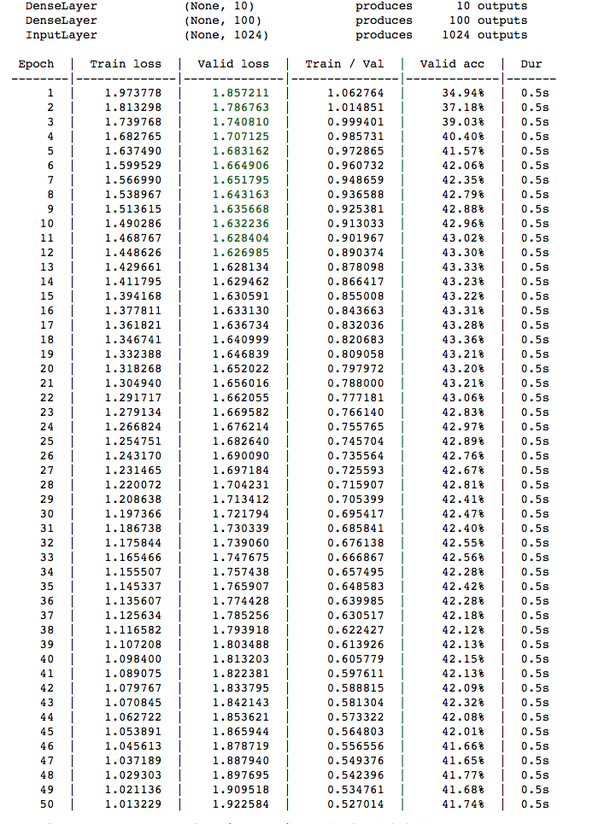 DenseLayer (None, 10) produces 10 outputs
DenseLayer (None, 100) produces 100 outputs
InputLayer (None, 1024) produces 1024 outputs
Epoch | Train loss | Valid loss | Train / Val | Valid acc | Dur
--------|--------------|--------------|---------------|-------------|-------
1 | 1.973778 | 1.857211 | 1.062764 | 34.94% | 0.5s
2 | 1.813298 | 1.786763 | 1.014851 | 37.18% | 0.5s
3 | 1.739768 | 1.740810 | 0.999401 | 39.03% | 0.5s
4 | 1.682765 | 1.707125 | 0.985731 | 40.40% | 0.5s
5 | 1.637490 | 1.683162 | 0.972865 | 41.57% | 0.5s
6 | 1.599529 | 1.664906 | 0.960732 | 42.06% | 0.5s
7 | 1.566990 | 1.651795 | 0.948659 | 42.35% | 0.5s
8 | 1.538967 | 1.643163 | 0.936588 | 42.79% | 0.5s
9 | 1.513615 | 1.635668 | 0.925381 | 42.88% | 0.5s
10 | 1.490286 | 1.632236 | 0.913033 | 42.96% | 0.5s
11 | 1.468767 | 1.628404 | 0.901967 | 43.02% | 0.5s
12 | 1.448626 | 1.626985 | 0.890374 | 43.30% | 0.5s
13 | 1.429661 | 1.628134 | 0.878098 | 43.33% | 0.5s
14 | 1.411795 | 1.629462 | 0.866417 | 43.23% | 0.5s
15 | 1.394168 | 1.630591 | 0.855008 | 43.22% | 0.5s
16 | 1.377811 | 1.633130 | 0.843663 | 43.31% | 0.5s
17 | 1.361821 | 1.636734 | 0.832036 | 43.28% | 0.5s
18 | 1.346741 | 1.640999 | 0.820683 | 43.36% | 0.5s
19 | 1.332388 | 1.646839 | 0.809058 | 43.21% | 0.5s
20 | 1.318268 | 1.652022 | 0.797972 | 43.20% | 0.5s
21 | 1.304940 | 1.656016 | 0.788000 | 43.21% | 0.5s
22 | 1.291717 | 1.662055 | 0.777181 | 43.06% | 0.5s
23 | 1.279134 | 1.669582 | 0.766140 | 42.83% | 0.5s
24 | 1.266824 | 1.676214 | 0.755765 | 42.97% | 0.5s
25 | 1.254751 | 1.682640 | 0.745704 | 42.89% | 0.5s
26 | 1.243170 | 1.690090 | 0.735564 | 42.76% | 0.5s
27 | 1.231465 | 1.697184 | 0.725593 | 42.67% | 0.5s
28 | 1.220072 | 1.704231 | 0.715907 | 42.81% | 0.5s
29 | 1.208638 | 1.713412 | 0.705399 | 42.41% | 0.5s
30 | 1.197366 | 1.721794 | 0.695417 | 42.47% | 0.5s
31 | 1.186738 | 1.730339 | 0.685841 | 42.40% | 0.5s
32 | 1.175844 | 1.739060 | 0.676138 | 42.55% | 0.5s
33 | 1.165466 | 1.747675 | 0.666867 | 42.56% | 0.5s
34 | 1.155507 | 1.757438 | 0.657495 | 42.28% | 0.5s
35 | 1.145337 | 1.765907 | 0.648583 | 42.42% | 0.5s
36 | 1.135607 | 1.774428 | 0.639985 | 42.28% | 0.5s
37 | 1.125634 | 1.785256 | 0.630517 | 42.18% | 0.5s
38 | 1.116582 | 1.793918 | 0.622427 | 42.12% | 0.5s
39 | 1.107208 | 1.803488 | 0.613926 | 42.13% | 0.5s
40 | 1.098400 | 1.813203 | 0.605779 | 42.15% | 0.5s
41 | 1.089075 | 1.822381 | 0.597611 | 42.13% | 0.5s
42 | 1.079767 | 1.833795 | 0.588815 | 42.09% | 0.5s
43 | 1.070845 | 1.842143 | 0.581304 | 42.32% | 0.5s
44 | 1.062722 | 1.853621 | 0.573322 | 42.08% | 0.5s
45 | 1.053891 | 1.865944 | 0.564803 | 42.01% | 0.5s
46 | 1.045613 | 1.878719 | 0.556556 | 41.66% | 0.5s
47 | 1.037189 | 1.887940 | 0.549376 | 41.65% | 0.5s
48 | 1.029303 | 1.897695 | 0.542396 | 41.77% | 0.5s
49 | 1.021136 | 1.909518 | 0.534761 | 41.68% | 0.5s
50 | 1.013229 | 1.922584 | 0.527014 | 41.74% | 0.5s